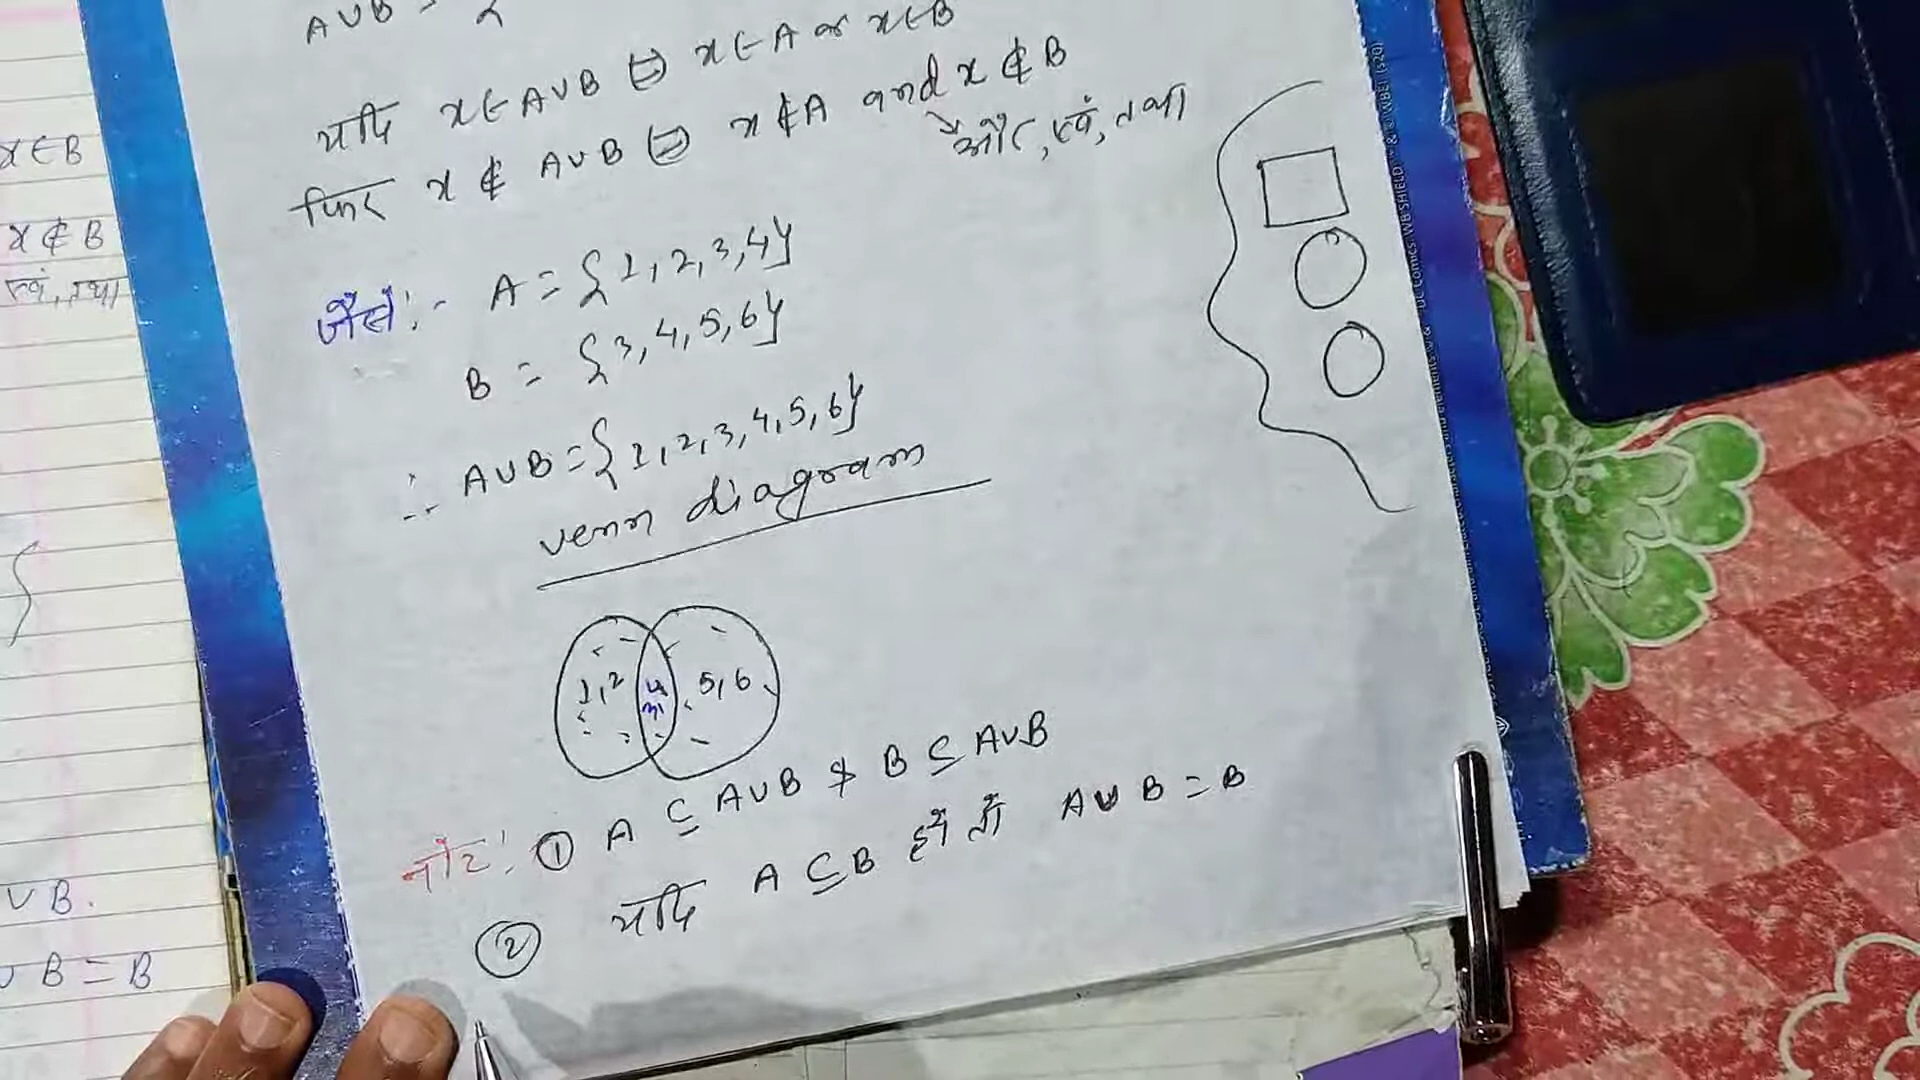 A∪B =
यदि x∈A∪B ⇔ x∈A or x∈B
फिर x∉A∪B ⇔ x∉A and x∉B
और, एवं, तथा
जैसे:- A = {1,2,3,4}
B = {3,4,5,6}
∴ A∪B = {1,2,3,4,5,6}
venn diagram
1,2 4 3 5,6
नोट: ① A ⊆ A∪B & B ⊆ A∪B
② यदि A ⊆ B हो तो A∪B = B
x∈B
x∉B
एवं, तथा
∪B.
∪B = B